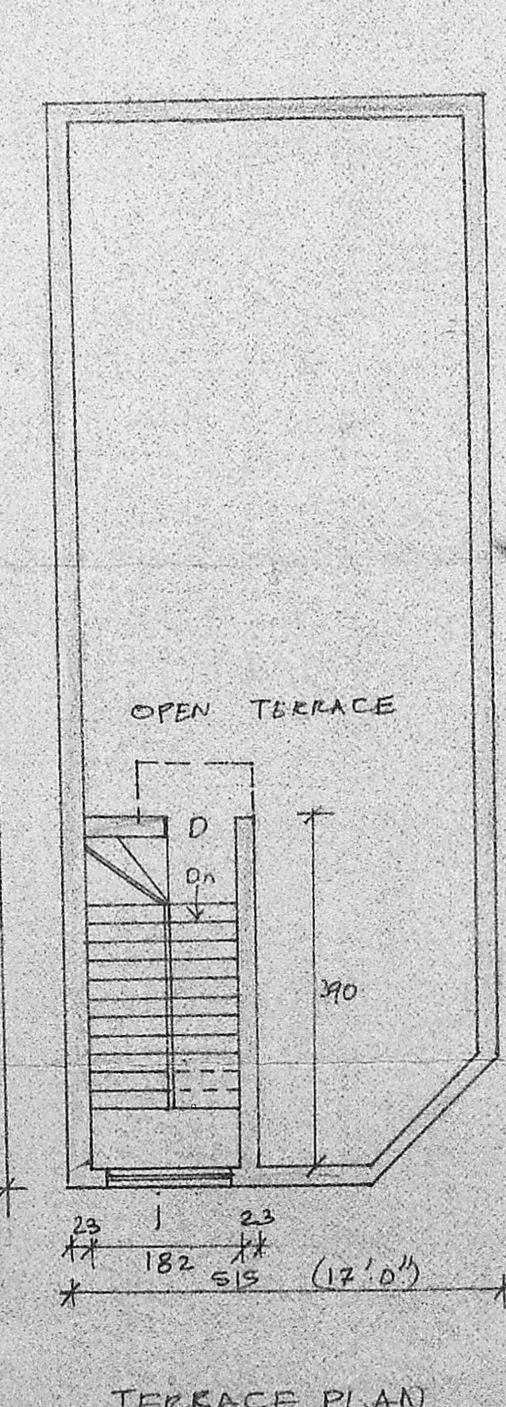 OPEN TERRACE
D
Dn
390
23 23
182
515 (17'.0")
TERRACE PLAN